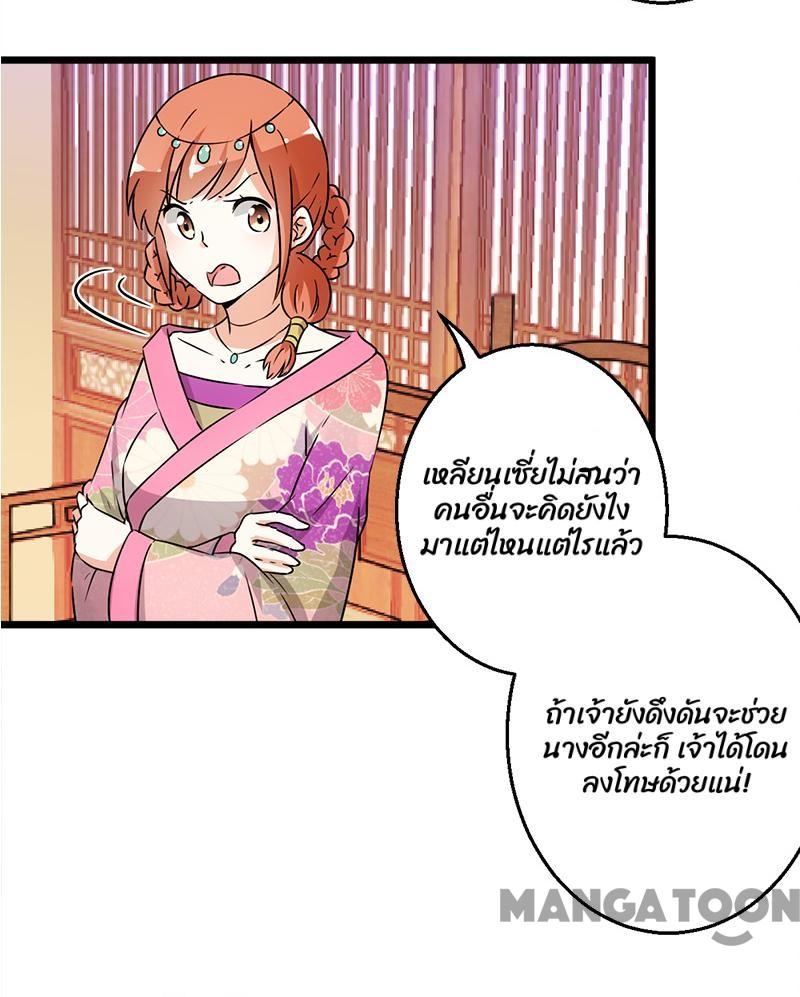 เหลียนเซี่ยไม่สนว่า
คนอื่นจะคิดยังไง
มาแต่ไหนแต่ไรแล้ว
ถ้าเจ้ายังดึงดันจะช่วย
นางอีกล่ะก็ เจ้าได้โดน
ลงโทษด้วยแน่!
MANGATOON